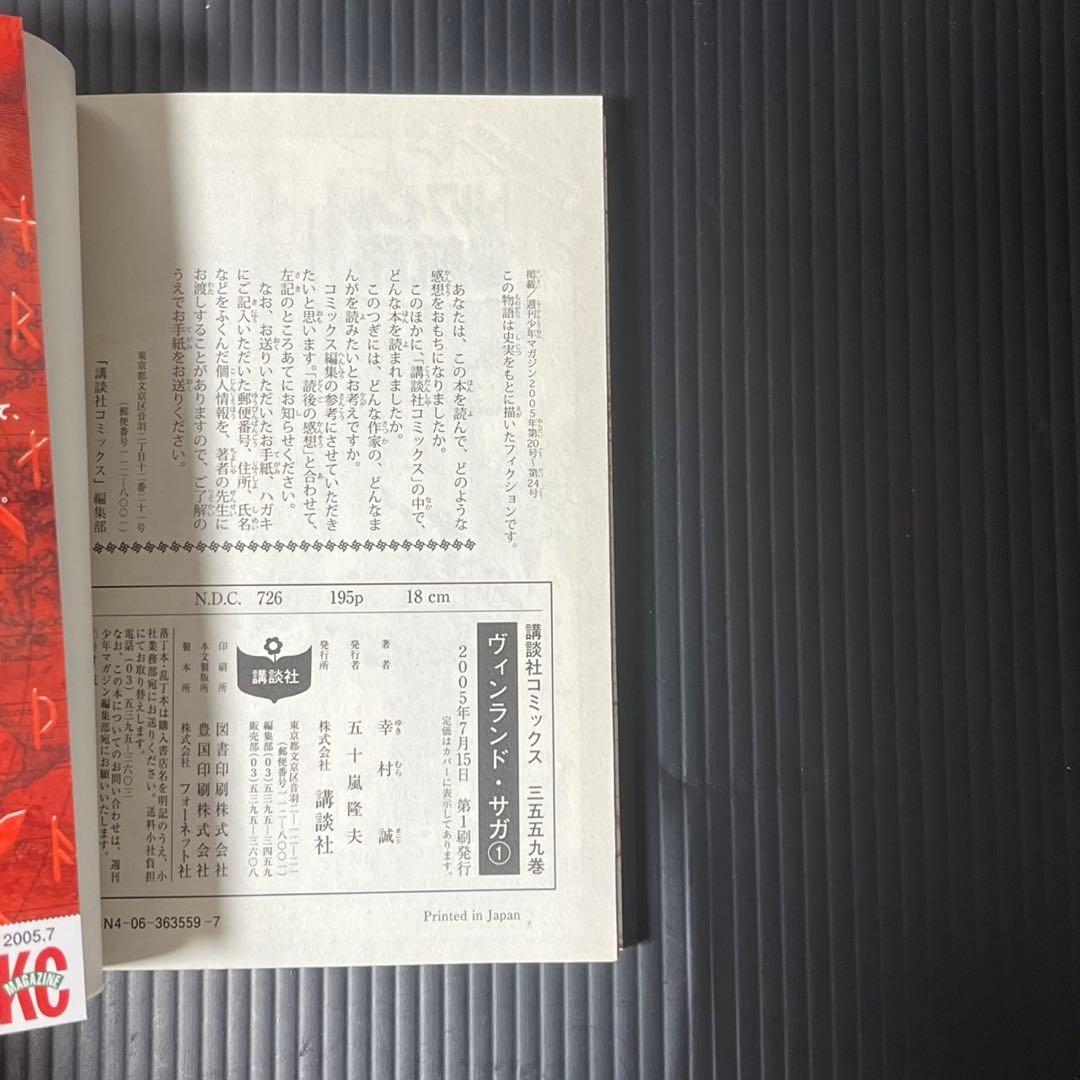 掲載/週刊少年マガジン2005年第20号~第24号
この物語は史実をもとに描いたフィクションです。
あなたは、この本を読んで、どのような
感想をおもちになりましたか。
このほかに「講談社コミックス」の中で、
どんな本を読まれましたか。
このつぎには、どんな作家の、どんなま
んがを読みたいとお考えですか。
コミックス編集の参考にさせていただき
たいと思います。「読後の感想」と合わせて、
左記のところあてにお知らせください。
なお、お送りいただいたお手紙、ハガキ
にご記入いただいた郵便番号、住所、氏名
などをふくんだ個人情報を、著者の先生に
お渡しすることがありますので、ご了解の
うえでお手紙をお送りください。
東京都文京区音羽二丁目十二番二十一号
(郵便番号一一二-八〇〇一)
「講談社コミックス」編集部
N.D.C. 726 195p 18 cm
講談社コミックス 三五五九巻
ヴィンランド・サガ①
2005年7月15日 第1刷発行
定価はカバーに表示してあります。
著者 幸村 誠
発行者 五十嵐隆夫
発行所 株式会社 講談社
東京都文京区音羽二-一二-二一
(郵便番号一一二-八〇〇一)
編集部(03)五三九五-三四五九
販売部(03)五三九五-三六〇八
講談社
印刷所 図書印刷株式会社
本文製版所 豊国印刷株式会社
製本所 株式会社 フォーネット社
落丁本・乱丁本は購入書店名を明記のうえ、小
社業務部宛にお送りください。送料小社負担
にてお取り替えします。
電話(03)五三九五-三六〇三
なお、この本についてのお問い合わせは、週刊
少年マガジン編集部宛にお願いいたします。
N4-06-363559-7
Printed in Japan
2005.7
KC
MAGAZINE